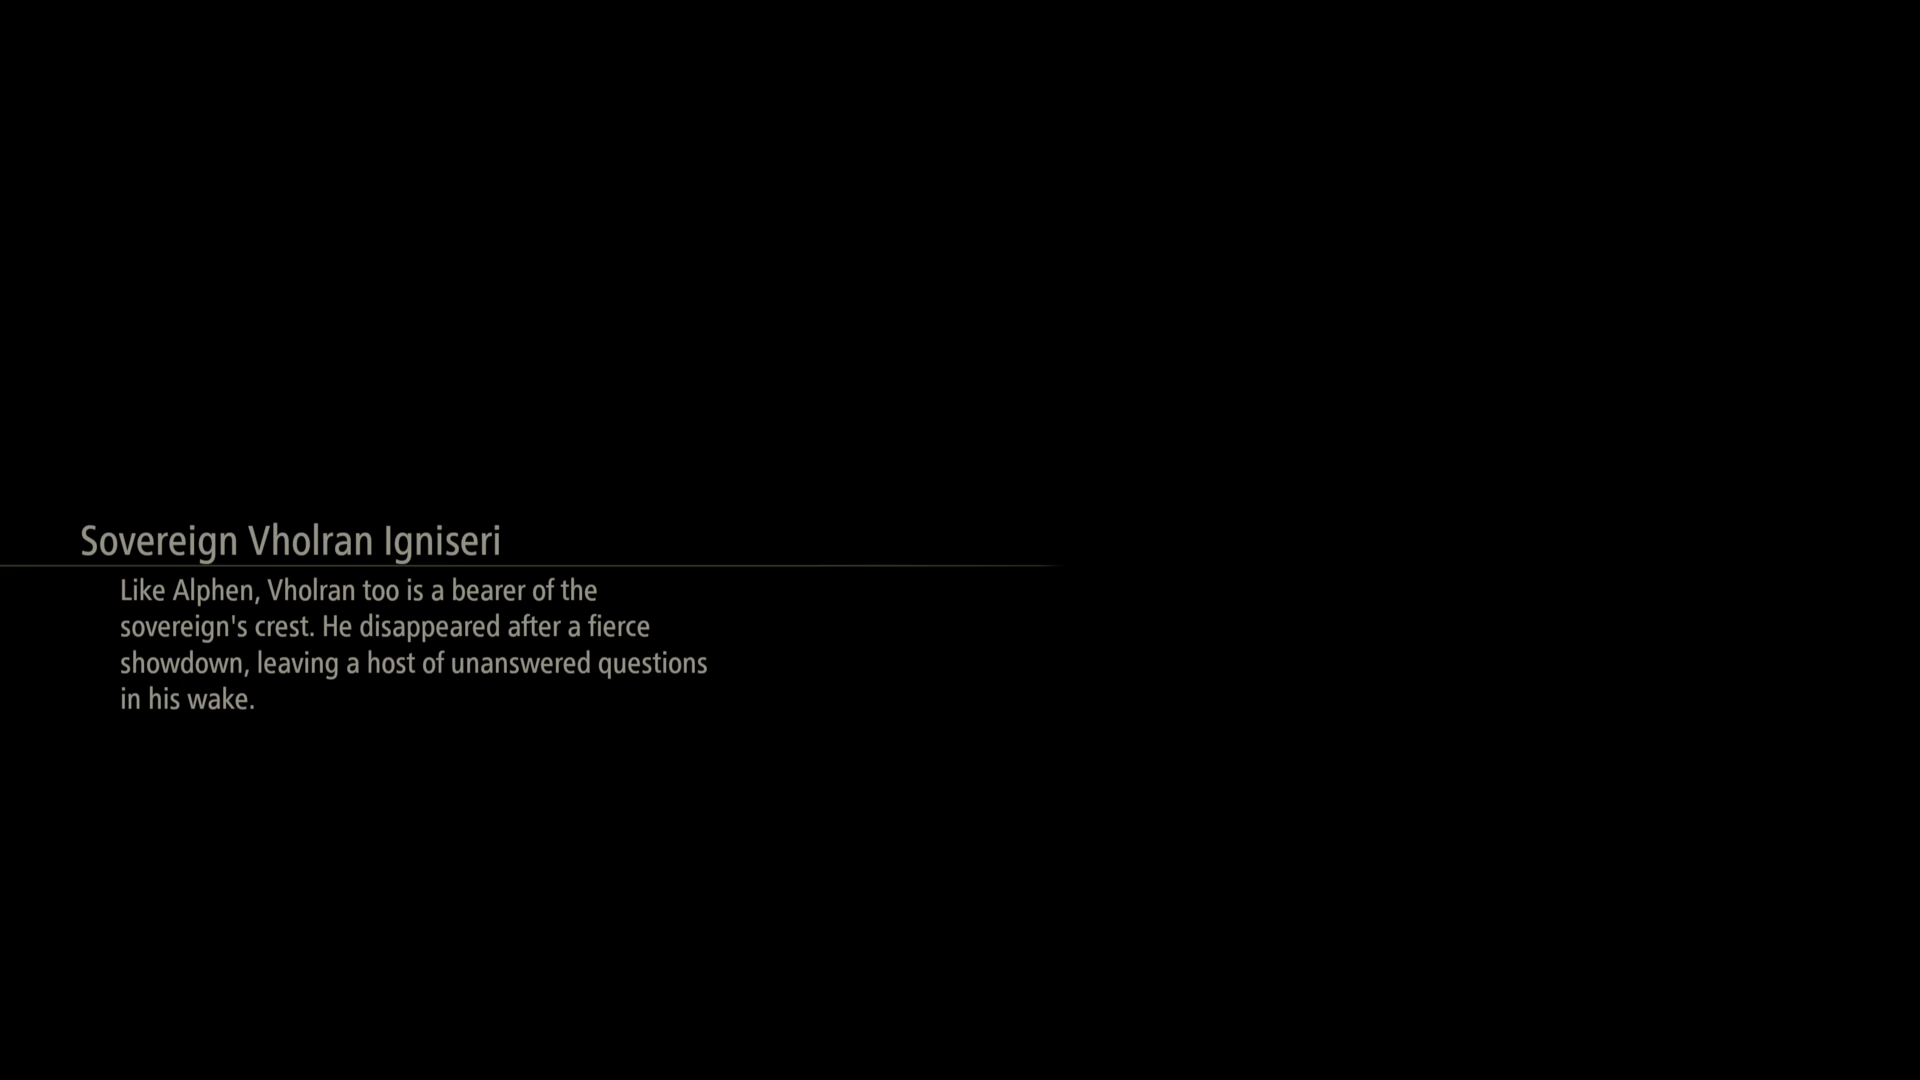 Sovereign Vholran Igniseri
Like Alphen, Vholran too is a bearer of the
sovereign's crest. He disappeared after a fierce
showdown, leaving a host of unanswered questions
in his wake.